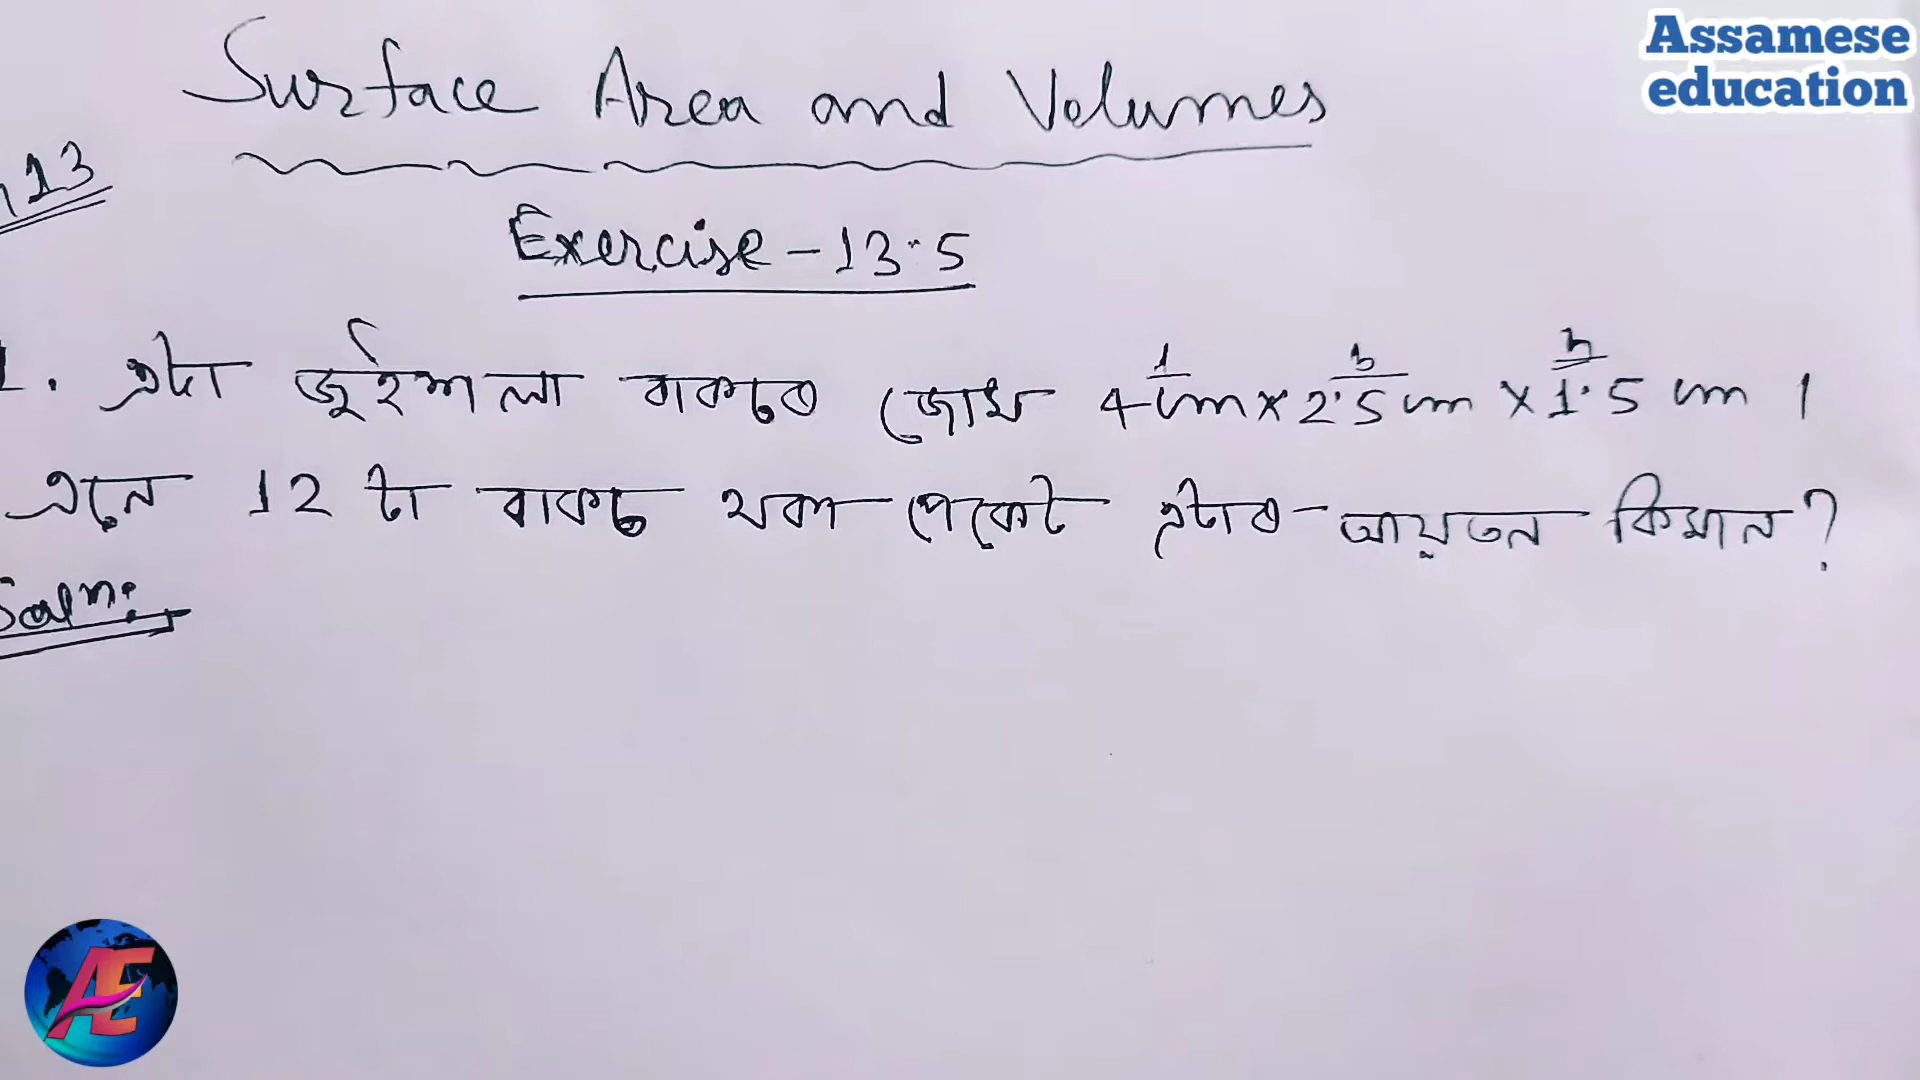 Assamese
education
Surface Area and Volumes
13
Exercise - 13.5
1. এটা জুইশলা বাকচৰ জোখ 4 cm × 2.5 cm × 1.5 cm ।
l b h
এনে 12 টা বাকচ থকা পেকেট এটাৰ আয়তন কিমান?
Solⁿ:
AE